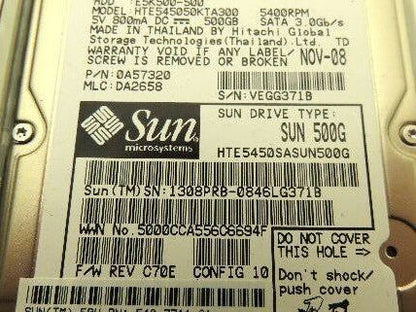 HDD : E5K500-500
MODEL:HTE545050KTA300 5400RPM
5V 800mA DC 500GB SATA 3.0Gb/s
MADE IN THAILAND BY Hitachi Global
Storage Technologies(Thailand).Ltd. TD
WARRANTY VOID IF ANY LABEL/
SCREW IS REMOVED OR BROKEN NOV-08
P/N:0A57320
MLC:DA2658
S/N:VEGG371B
Sun
microsystems
SUN DRIVE TYPE:
SUN 500G
HTE5450SASUN500G
Sun(TM)SN:1308PRB-0846LG371B
WWN No.5000CCA556C6694F
F/W REV C70E CONFIG 10
DO NOT COVER
THIS HOLE =>
Don't shock/
push cover